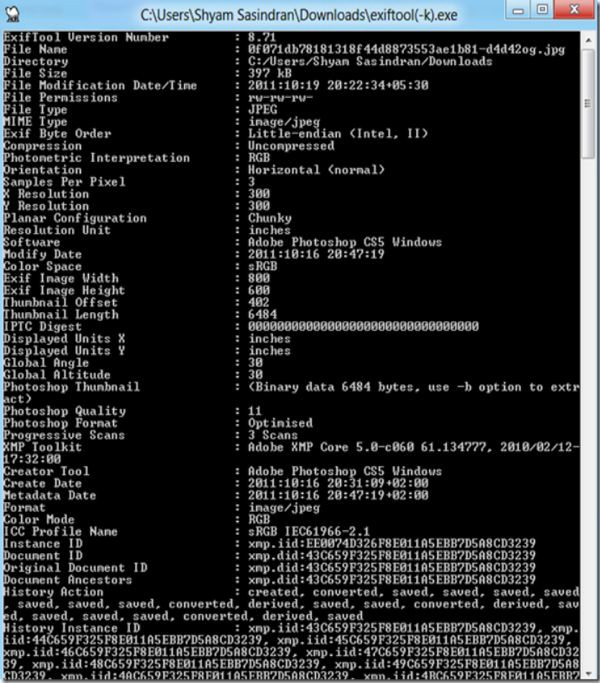 C:\Users\Shyam Sasindran\Downloads\exiftool(-k).exe
ExifTool Version Number : 8.71
File Name : 0f071db78181318f44d8873553ae1b81-d4d42og.jpg
Directory : C:/Users/Shyam Sasindran/Downloads
File Size : 397 kB
File Modification Date/Time : 2011:10:19 20:22:34+05:30
File Permissions : rw-rw-rw-
File Type : JPEG
MIME Type : image/jpeg
Exif Byte Order : Little-endian (Intel, II)
Compression : Uncompressed
Photometric Interpretation : RGB
Orientation : Horizontal (normal)
Samples Per Pixel : 3
X Resolution : 300
Y Resolution : 300
Planar Configuration : Chunky
Resolution Unit : inches
Software : Adobe Photoshop CS5 Windows
Modify Date : 2011:10:16 20:47:19
Color Space : sRGB
Exif Image Width : 800
Exif Image Height : 600
Thumbnail Offset : 402
Thumbnail Length : 6484
IPTC Digest : 00000000000000000000000000000000
Displayed Units X : inches
Displayed Units Y : inches
Global Angle : 30
Global Altitude : 30
Photoshop Thumbnail : (Binary data 6484 bytes, use -b option to extr
act)
Photoshop Quality : 11
Photoshop Format : Optimised
Progressive Scans : 3 Scans
XMP Toolkit : Adobe XMP Core 5.0-c060 61.134777, 2010/02/12-
17:32:00
Creator Tool : Adobe Photoshop CS5 Windows
Create Date : 2011:10:16 20:31:09+02:00
Metadata Date : 2011:10:16 20:47:19+02:00
Format : image/jpeg
Color Mode : RGB
ICC Profile Name : sRGB IEC61966-2.1
Instance ID : xmp.iid:EE0074D326F8E011A5EBB7D5A8CD3239
Document ID : xmp.did:43C659F325F8E011A5EBB7D5A8CD3239
Original Document ID : xmp.did:43C659F325F8E011A5EBB7D5A8CD3239
Document Ancestors : xmp.did:43C659F325F8E011A5EBB7D5A8CD3239
History Action : created, converted, saved, saved, saved, saved
, saved, saved, saved, converted, derived, saved, saved, converted, derived, sav
ed, saved, saved, saved, converted, derived, saved
History Instance ID : xmp.iid:43C659F325F8E011A5EBB7D5A8CD3239, xmp
.iid:44C659F325F8E011A5EBB7D5A8CD3239, xmp.iid:45C659F325F8E011A5EBB7D5A8CD3239,
xmp.iid:46C659F325F8E011A5EBB7D5A8CD3239, xmp.iid:47C659F325F8E011A5EBB7D5A8CD32
39, xmp.iid:48C659F325F8E011A5EBB7D5A8CD3239, xmp.iid:49C659F325F8E011A5EBB7D5A8
CD3239, xmp.iid:4AC659F325F8E011A5EBB7D5A8CD3239, xmp.iid:4BC659F325F8E011A5EBB7